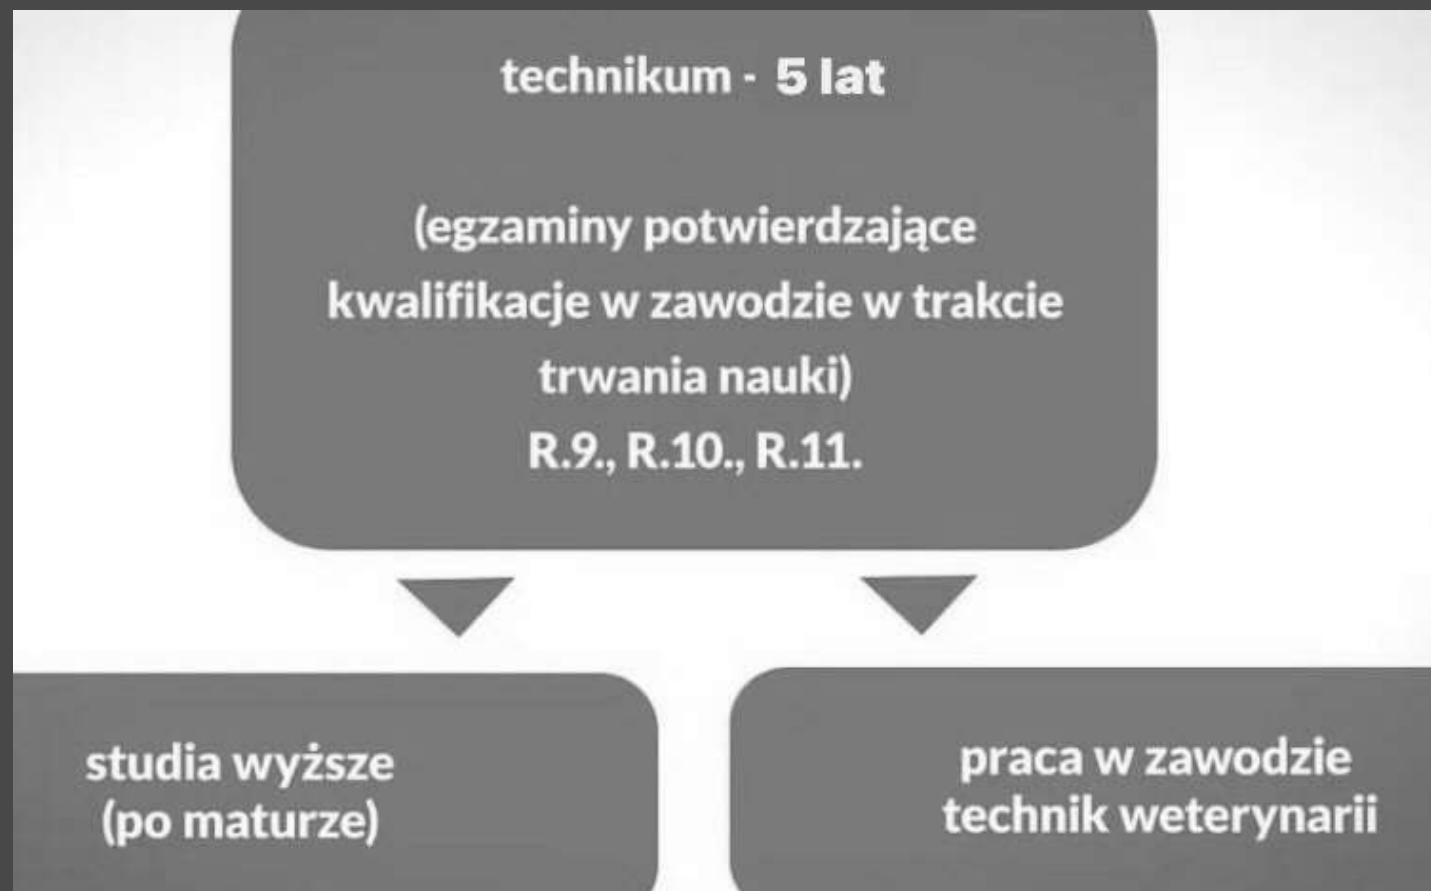 technikum - 5 lat
(egzaminy potwierdzające
kwalifikacje w zawodzie w trakcie
trwania nauki)
R.9., R.10., R.11.
studia wyższe
(po maturze)
praca w zawodzie
technik weterynarii